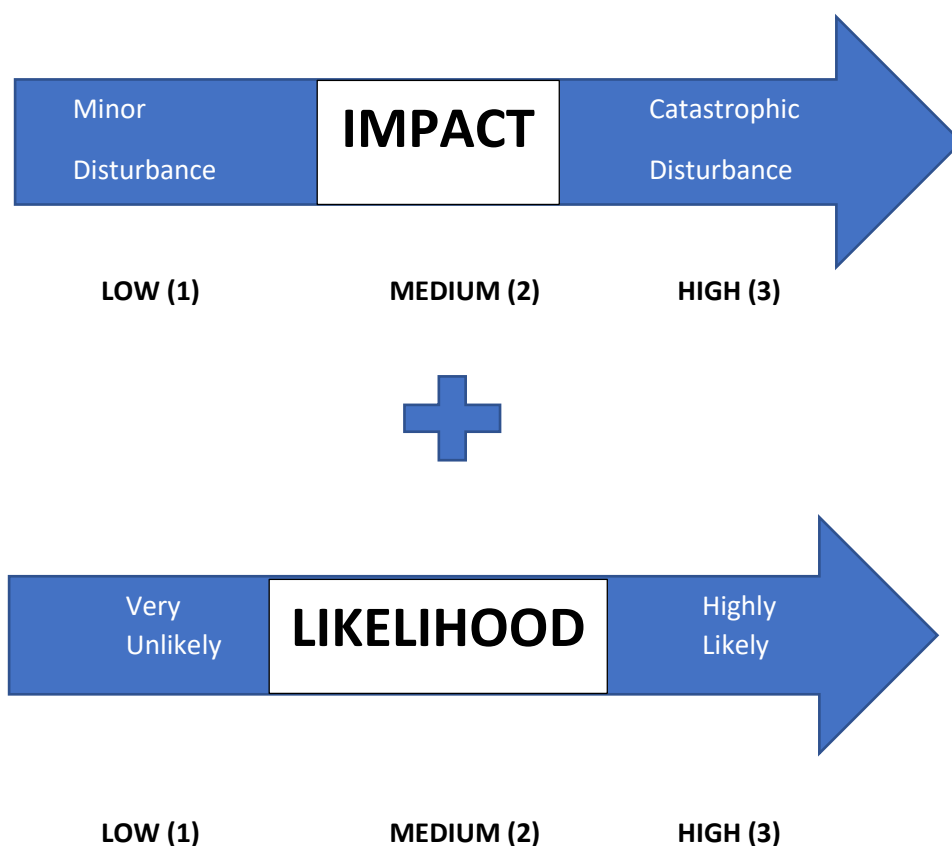 Minor
Disturbance
IMPACT
Catastrophic
Disturbance
LOW (1) MEDIUM (2) HIGH (3)
Very
Unlikely
LIKELIHOOD
Highly
Likely
LOW (1) MEDIUM (2) HIGH (3)